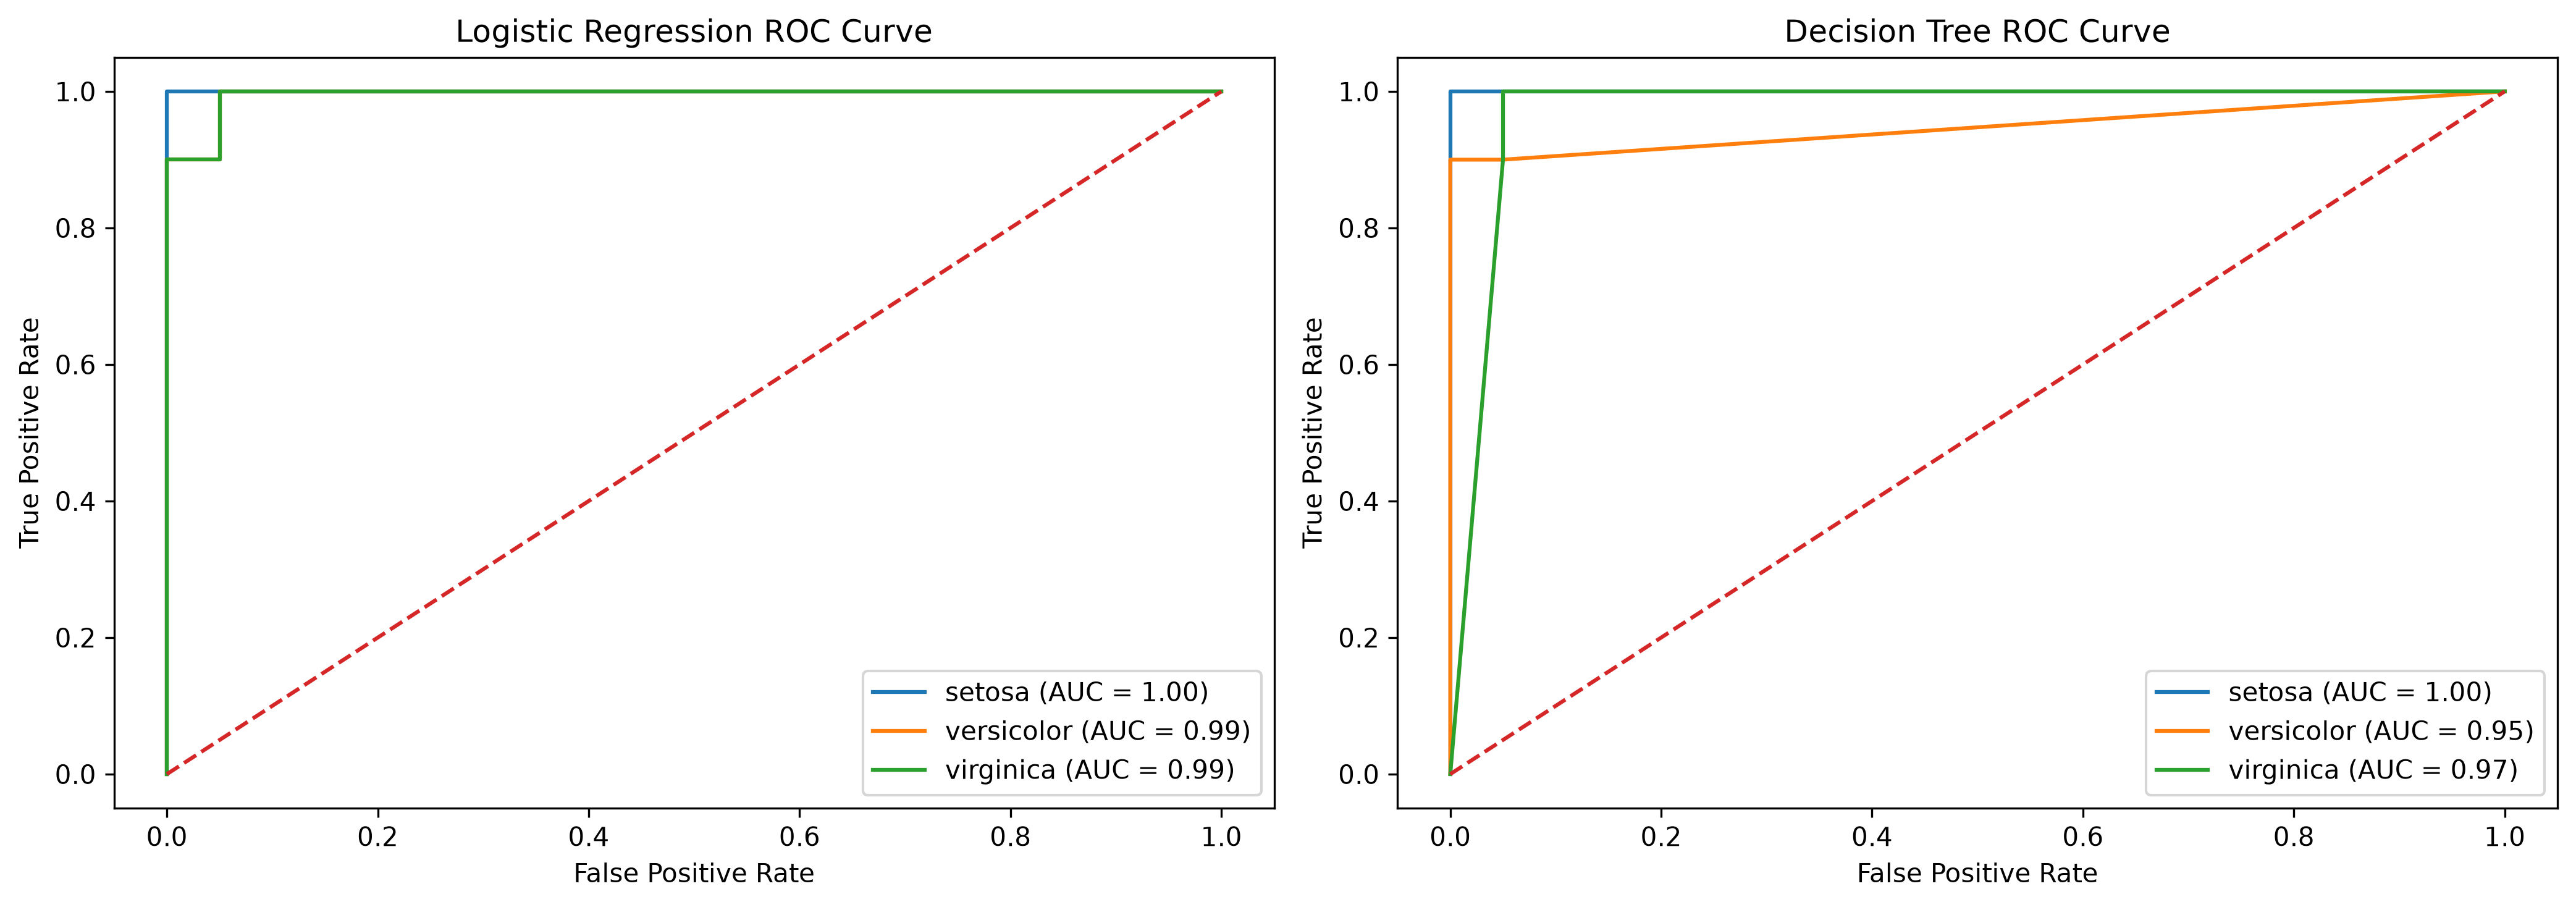 Logistic Regression ROC Curve
True Positive Rate
1.0
0.8
0.6
0.4
0.2
0.0
setosa (AUC = 1.00)
versicolor (AUC = 0.99)
virginica (AUC = 0.99)
0.0 0.2 0.4 0.6 0.8 1.0
False Positive Rate
Decision Tree ROC Curve
True Positive Rate
1.0
0.8
0.6
0.4
0.2
0.0
setosa (AUC = 1.00)
versicolor (AUC = 0.95)
virginica (AUC = 0.97)
0.0 0.2 0.4 0.6 0.8 1.0
False Positive Rate